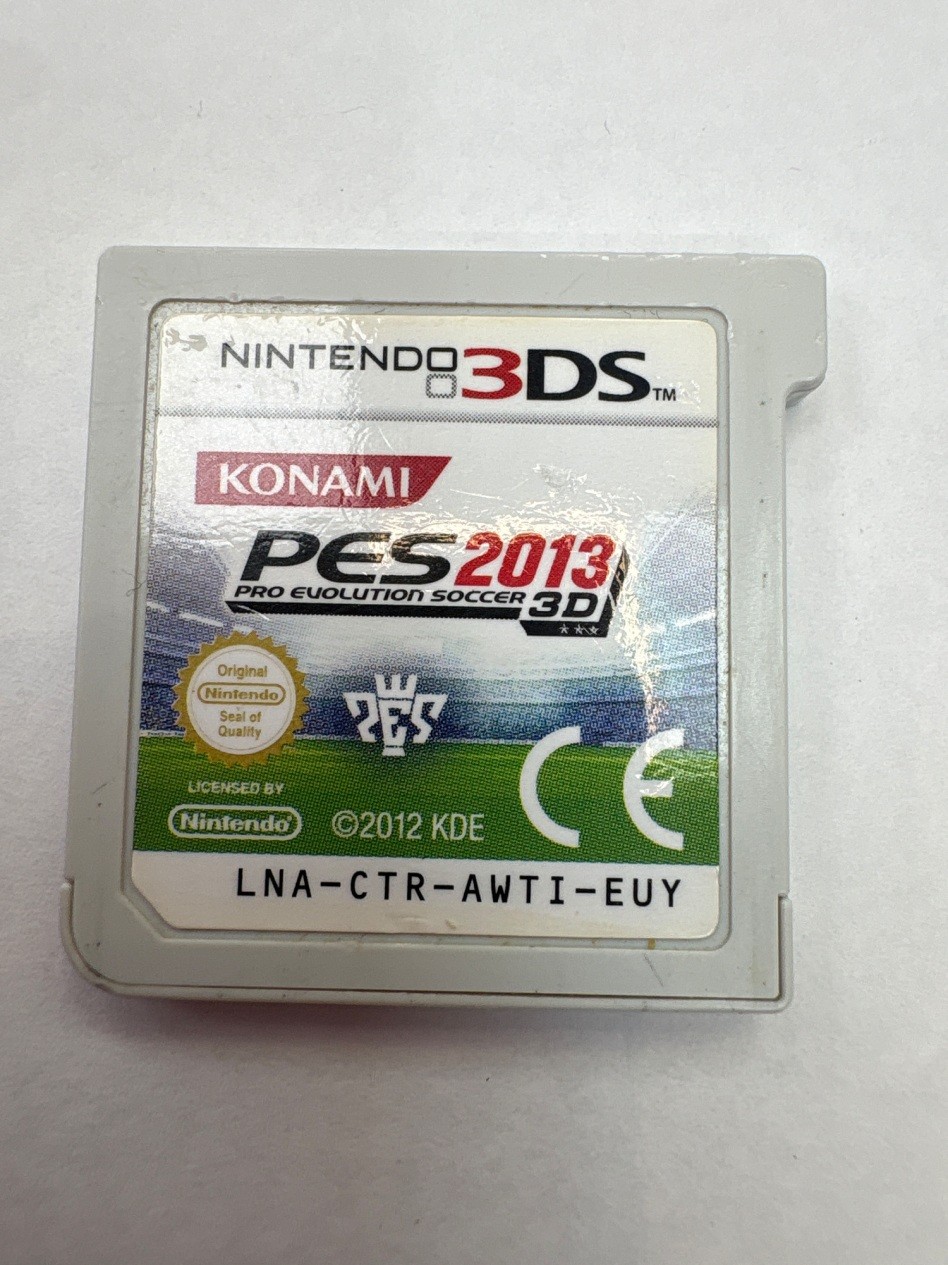 NINTENDO 3DS™
KONAMI
PES 2013
PRO EVOLUTION SOCCER 3D
Original
Nintendo
Seal of
Quality
PES
CE
LICENSED BY
Nintendo
©2012 KDE
LNA-CTR-AWTI-EUY